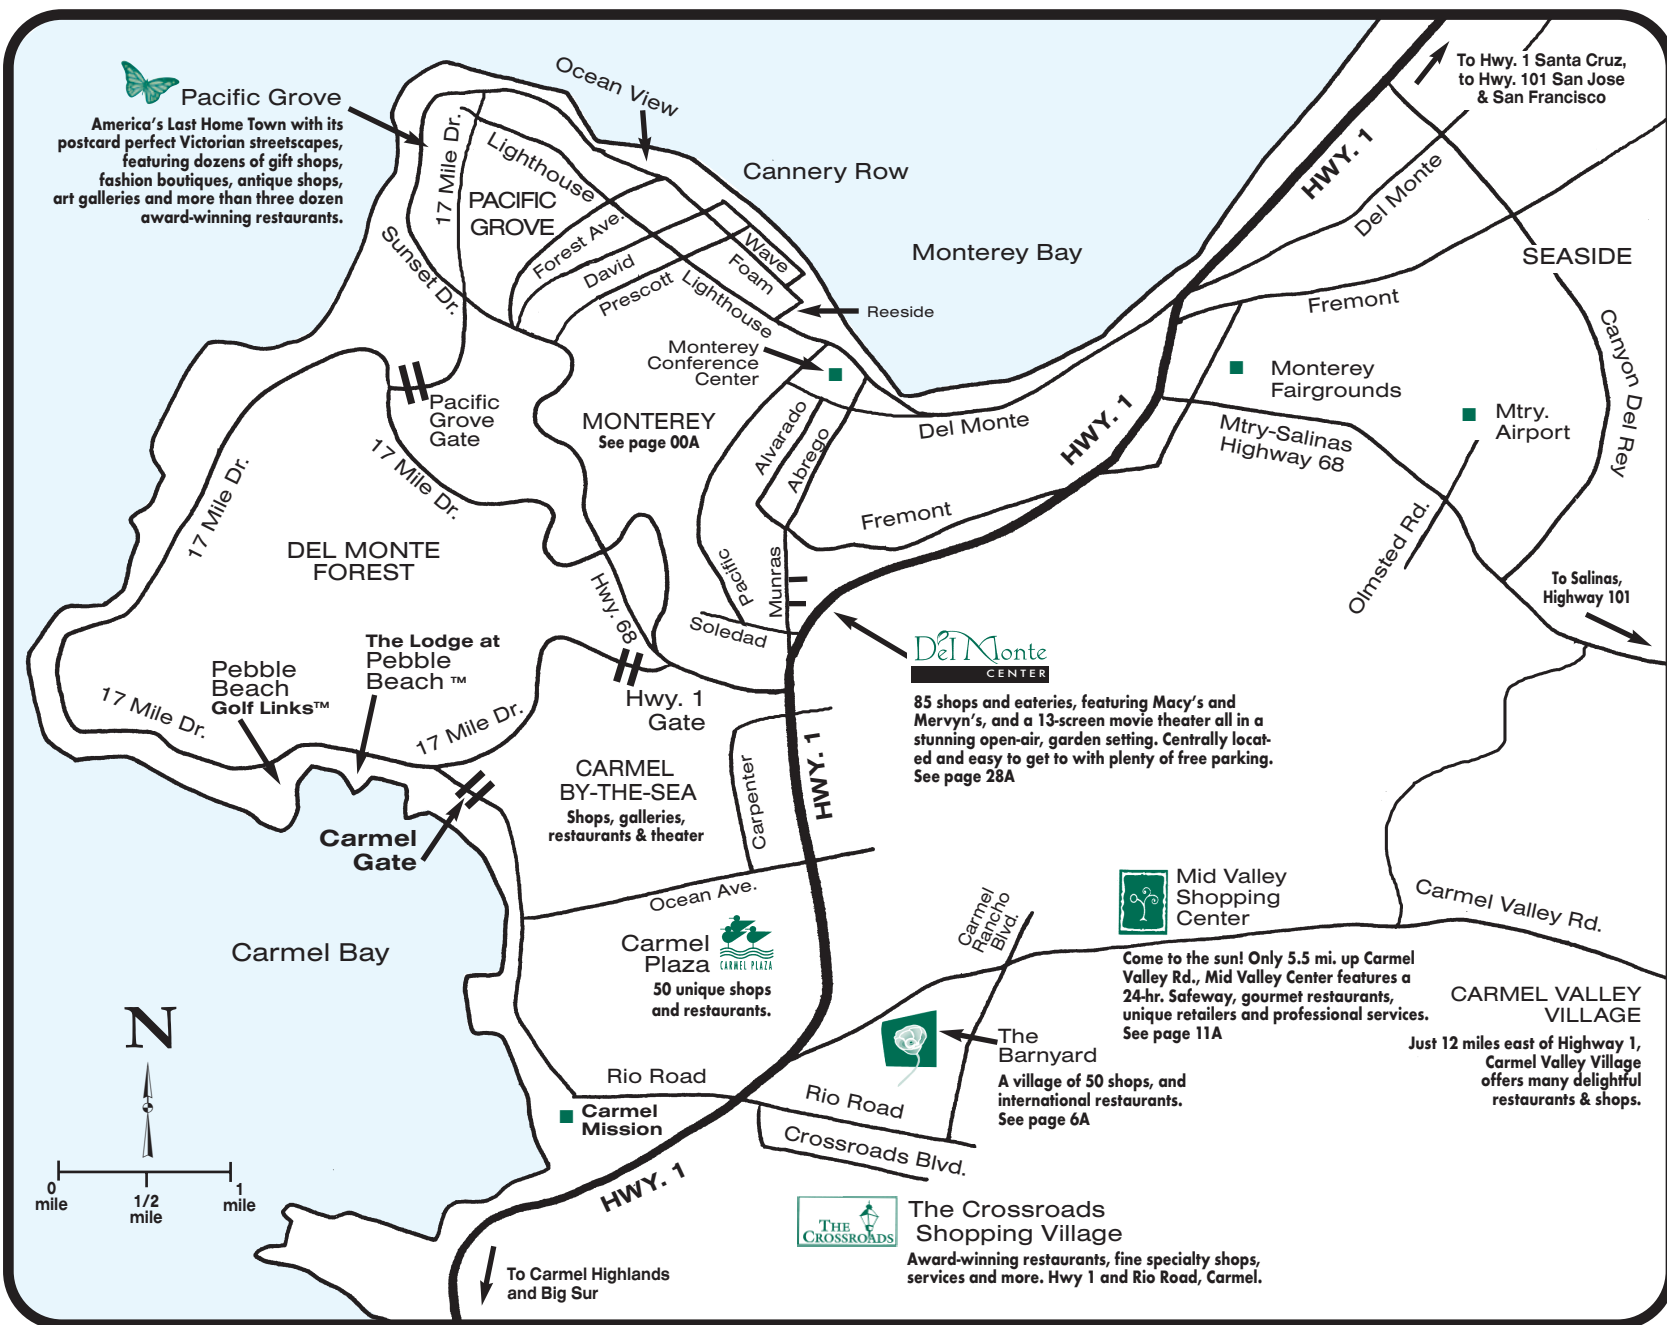 Pacific Grove
America's Last Home Town with its
postcard perfect Victorian streetscapes,
featuring dozens of gift shops,
fashion boutiques, antique shops,
art galleries and more than three dozen
award-winning restaurants.
Ocean View
To Hwy. 1 Santa Cruz,
to Hwy. 101 San Jose
& San Francisco
17 Mile Dr.
Lighthouse
PACIFIC
GROVE
Cannery Row
HWY. 1
Del Monte
Monterey Bay
SEASIDE
Sunset Dr.
Forest Ave.
David
Prescott
Wave
Foam
Lighthouse
Reeside
Fremont
Canyon Del Rey
Monterey
Conference
Center
Monterey
Fairgrounds
Mtry.
Airport
Pacific
Grove
Gate
MONTEREY
See page 00A
Alvarado
Abrego
Del Monte
HWY. 1
Mtry-Salinas
Highway 68
17 Mile Dr.
17 Mile Dr.
Fremont
Olmsted Rd.
DEL MONTE
FOREST
Hwy. 68
Pacific
Munras
Soledad
To Salinas,
Highway 101
The Lodge at
Pebble
Beach ™
Pebble
Beach
Golf Links™
17 Mile Dr.
17 Mile Dr.
Hwy. 1
Gate
Del Monte
CENTER
85 shops and eateries, featuring Macy's and
Mervyn's, and a 13-screen movie theater all in a
stunning open-air, garden setting. Centrally locat-
ed and easy to get to with plenty of free parking.
See page 28A
CARMEL
BY-THE-SEA
Shops, galleries,
restaurants & theater
Carpenter
HWY. 1
Carmel
Gate
Ocean Ave.
Carmel
Plaza
CARMEL PLAZA
50 unique shops
and restaurants.
Carmel
Rancho
Blvd.
Mid Valley
Shopping
Center
Come to the sun! Only 5.5 mi. up Carmel
Valley Rd., Mid Valley Center features a
24-hr. Safeway, gourmet restaurants,
unique retailers and professional services.
See page 11A
Carmel Valley Rd.
CARMEL VALLEY
VILLAGE
Just 12 miles east of Highway 1,
Carmel Valley Village
offers many delightful
restaurants & shops.
Carmel Bay
N
The
Barnyard
A village of 50 shops, and
international restaurants.
See page 6A
Rio Road
Rio Road
Carmel
Mission
Crossroads Blvd.
0
mile
1/2
mile
1
mile
HWY. 1
THE
CROSSROADS
The Crossroads
Shopping Village
Award-winning restaurants, fine specialty shops,
services and more. Hwy 1 and Rio Road, Carmel.
To Carmel Highlands
and Big Sur